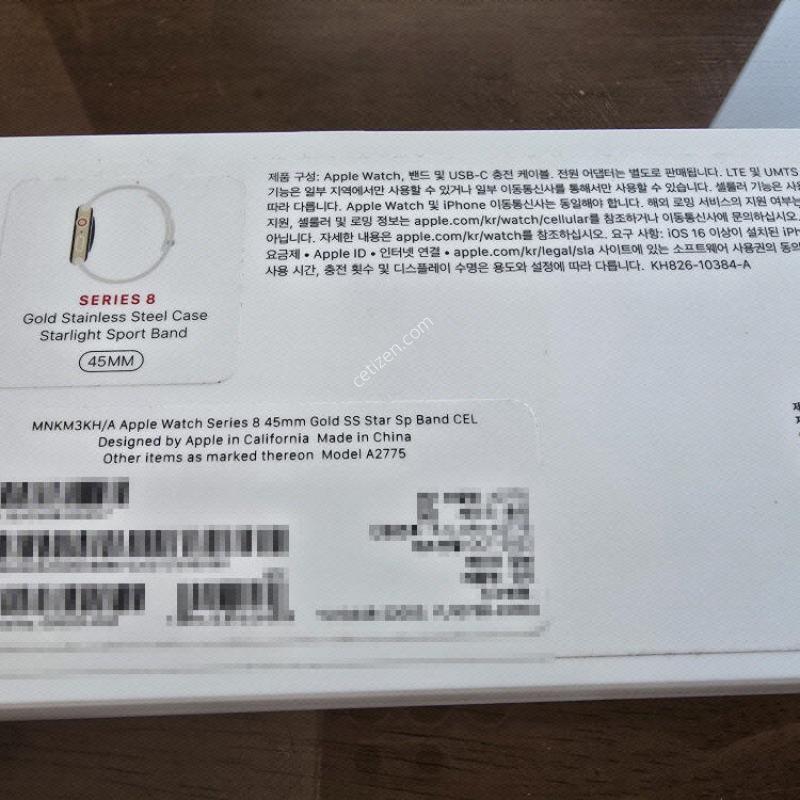 제품 구성: Apple Watch, 밴드 및 USB-C 충전 케이블. 전원 어댑터는 별도로 판매됩니다. LTE 및 UMTS
기능은 일부 지역에서만 사용할 수 있거나 일부 이동통신사를 통해서만 사용할 수 있습니다. 셀룰러 기능은
따라 다릅니다. Apple Watch 및 iPhone 이동통신사는 동일해야 합니다. 해외 로밍 서비스의 지원 여부는
지원, 셀룰러 및 로밍 정보는 apple.com/kr/watch/cellular를 참조하거나 이동통신사에 문의하십시오.
아닙니다. 자세한 내용은 apple.com/kr/watch를 참조하십시오. 요구 사항: iOS 16 이상이 설치된
요금제 • Apple ID • 인터넷 연결 • apple.com/kr/legal/sla 사이트에 있는 소프트웨어 사용권의 동의
사용 시간, 충전 횟수 및 디스플레이 수명은 용도와 설정에 따라 다릅니다. KH826-10384-A
SERIES 8
Gold Stainless Steel Case
Starlight Sport Band
45MM
cetizen.com
MNKM3KH/A Apple Watch Series 8 45mm Gold SS Star Sp Band CEL
Designed by Apple in California Made in China
Other items as marked thereon Model A2775